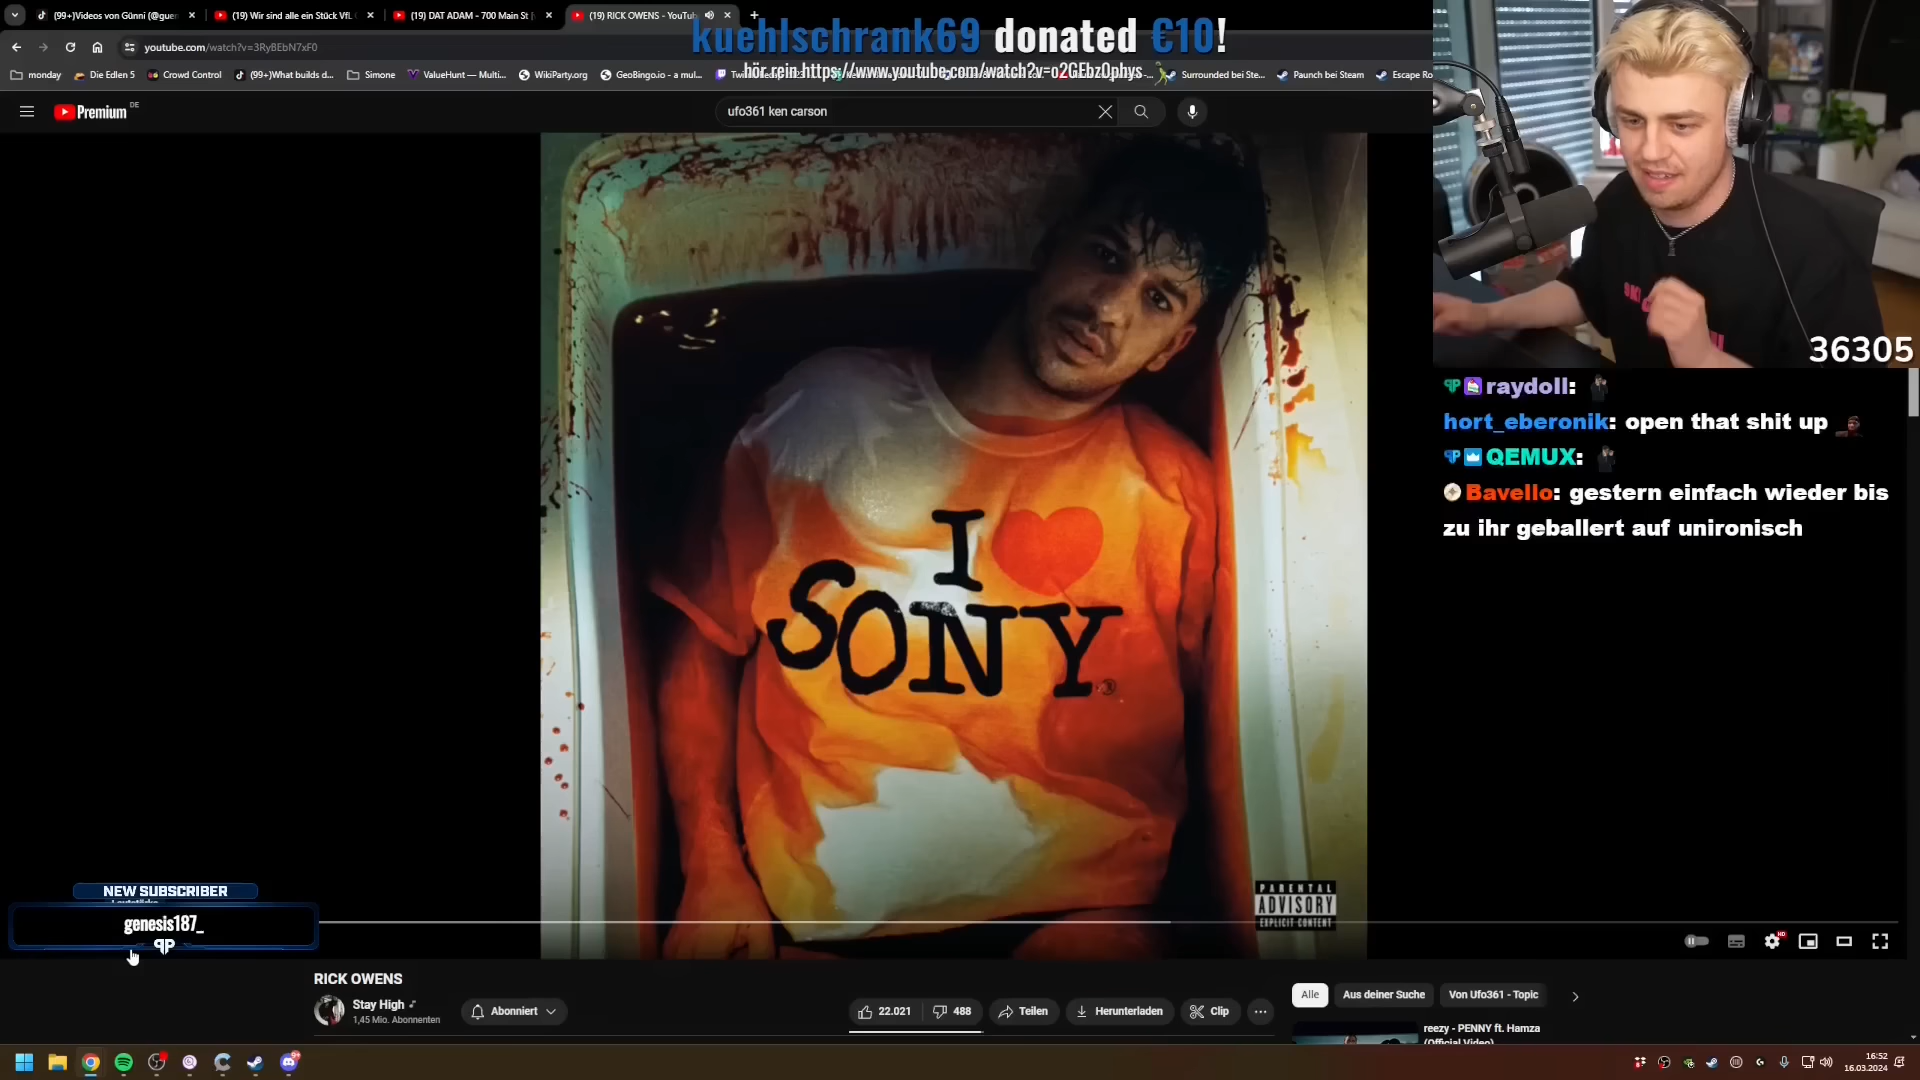 (99+)Videos von Günni (@guer
(19) Wir sind alle ein Stück VfL
(19) DAT ADAM - 700 Main St
(19) RICK OWENS - YouTub
kuehlschrank69 donated €10!
youtube.com/watch?v=3RyBEbN7xF0
hör rein https://www.youtube.com/watch?v=o2GEhzOphys
monday
Die Edlen 5
Crowd Control
(99+)What builds d...
Simone
ValueHunt — Multi...
WikiParty.org
GeoBingo.io - a mul...
Surrounded bei Ste...
Paunch bei Steam
Escape Ro
Premium DE
ufo361 ken carson
36305
raydoll:
hort_eberonik: open that shit up
QEMUX:
Bavello: gestern einfach wieder bis
zu ihr geballert auf unironisch
I
SONY
PARENTAL
ADVISORY
EXPLICIT CONTENT
NEW SUBSCRIBER
genesis187_
HD
RICK OWENS
Stay High
1,45 Mio. Abonnenten
Abonniert
22.021
488
Teilen
Herunterladen
Clip
Alle
Aus deiner Suche
Von Ufo361 - Topic
reezy - PENNY ft. Hamza
(Official Video)
16:52
16.03.2024